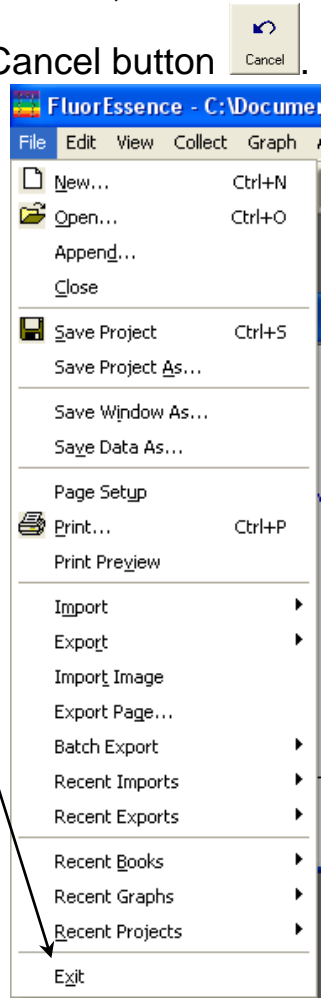 Cancel button Cancel .
FluorEssence - C:\Docume
File Edit View Collect Graph
New... Ctrl+N
Open... Ctrl+O
Append...
Close
Save Project Ctrl+S
Save Project As...
Save Window As...
Save Data As...
Page Setup
Print... Ctrl+P
Print Preview
Import
Export
Import Image
Export Page...
Batch Export
Recent Imports
Recent Exports
Recent Books
Recent Graphs
Recent Projects
Exit